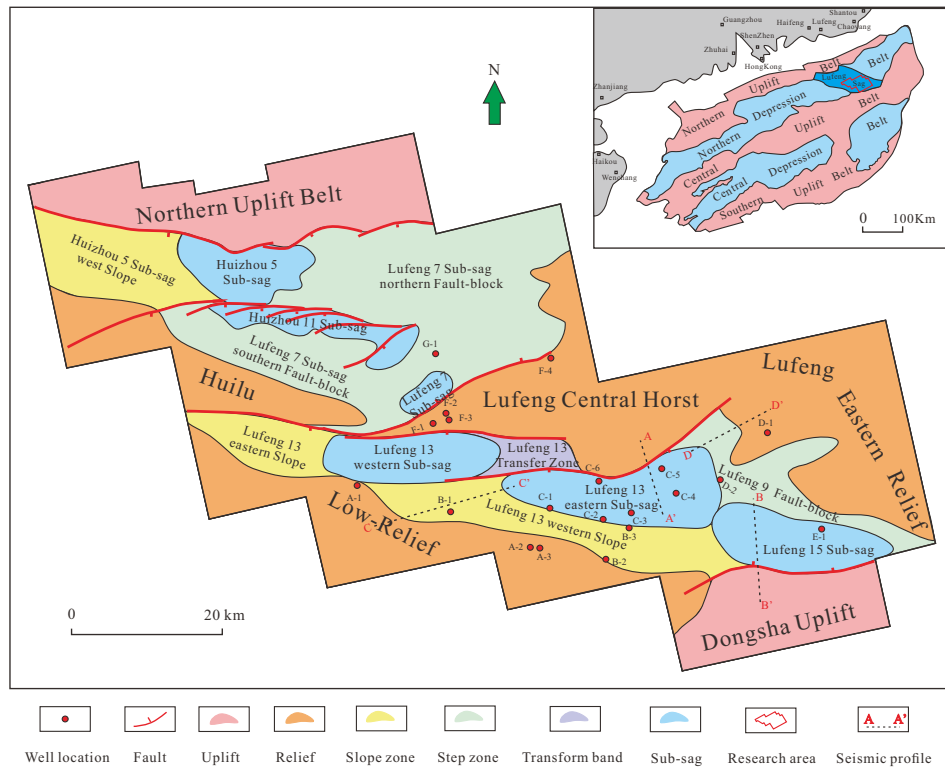 Shantou
Guangzhou
Haifeng
Lufeng
Chaoyang
ShenZhen
Zhuhai
HongKong
Zhanjiang
Haikou
Wenchang
Belt
Belt
Lufeng
Sag
Northern
Uplift
Belt
Northern
Depression
Central
Uplift
Belt
Central
Depression
Southern
Uplift
Belt
0 100Km
N
Northern Uplift Belt
Huizhou 5 Sub-sag
west Slope
Huizhou 5
Sub-sag
Lufeng 7 Sub-sag
northern Fault-block
Huizhou 11 Sub-sag
Lufeng 7 Sub-sag
southern Fault-block
G-1
F-4
Huilu
Lufeng 7
Sub-sag
F-2
F-3
F-1
Lufeng Central Horst
Lufeng
Eastern Relief
Lufeng 13
eastern Slope
Lufeng 13
western Sub-sag
Lufeng 13
Transfer Zone
A
D'
D
D-1
C-6
C-5
C-4
D-2
Lufeng 9
Fault-block
A-1
Low-Relief
B-1
C
C'
C-1
Lufeng 13
eastern Sub-sag
C-2
C-3
A'
B
B-3
Lufeng 13 western Slope
E-1
Lufeng 15 Sub-sag
A-2
A-3
B-2
B'
Dongsha Uplift
0 20 km
A A'
Well location Fault Uplift Relief Slope zone Step zone Transform band Sub-sag Research area Seismic profile